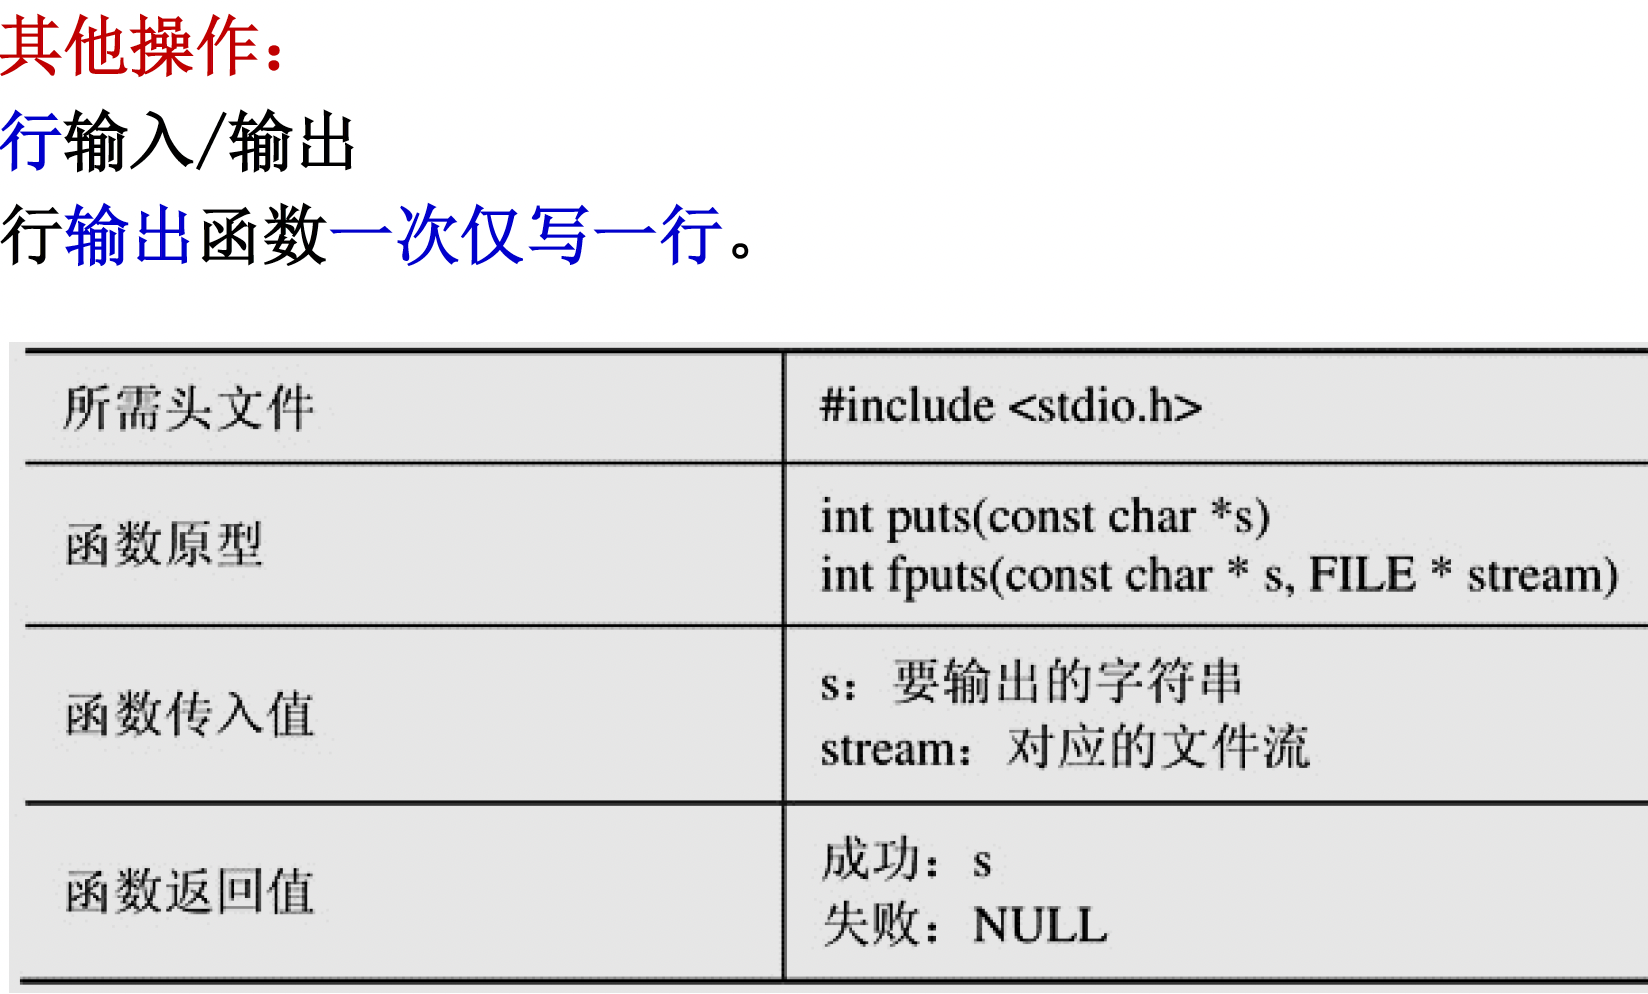 其他操作：
行输入/输出
行输出函数一次仅写一行。
所需头文件
#include <stdio.h>
函数原型
int puts(const char *s)
int fputs(const char * s, FILE * stream)
函数传入值
s：要输出的字符串
stream：对应的文件流
函数返回值
成功：s
失败：NULL